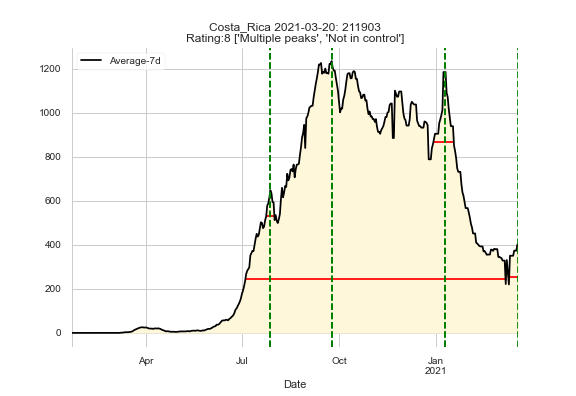 Costa_Rica 2021-03-20: 211903
Rating:8 ['Multiple peaks', 'Not in control']
Average-7d
1200
1000
800
600
400
200
0
Apr
Jul
Oct
Jan
2021
Date